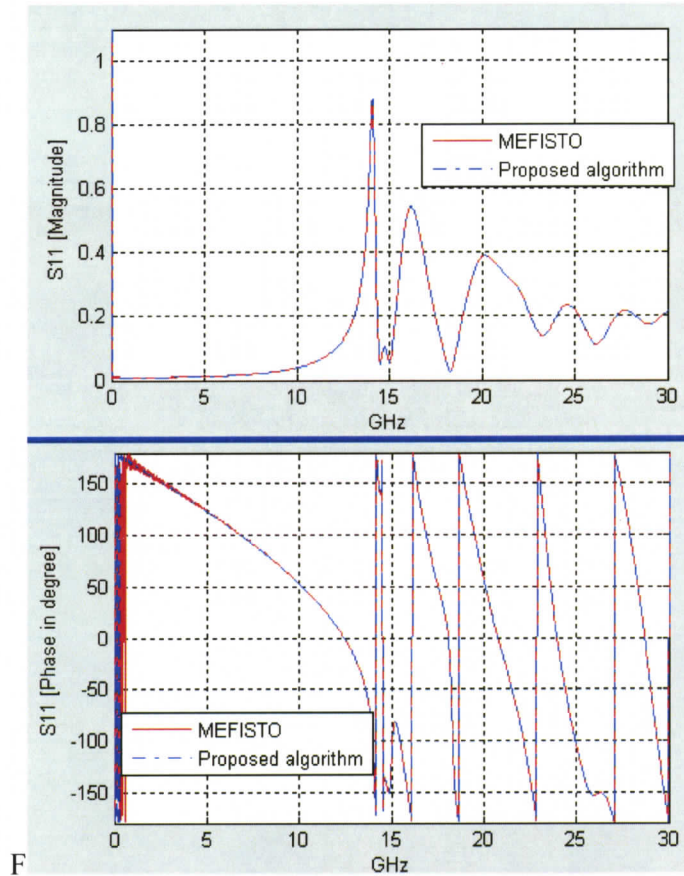 1
0.8
0.6
0.4
0.2
0
S11 [Magnitude]
MEFISTO
Proposed algorithm
0 5 10 15 20 25 30
GHz
150
100
50
0
-50
-100
-150
S11 [Phase in degree]
MEFISTO
Proposed algorithm
0 5 10 15 20 25 30
GHz
F